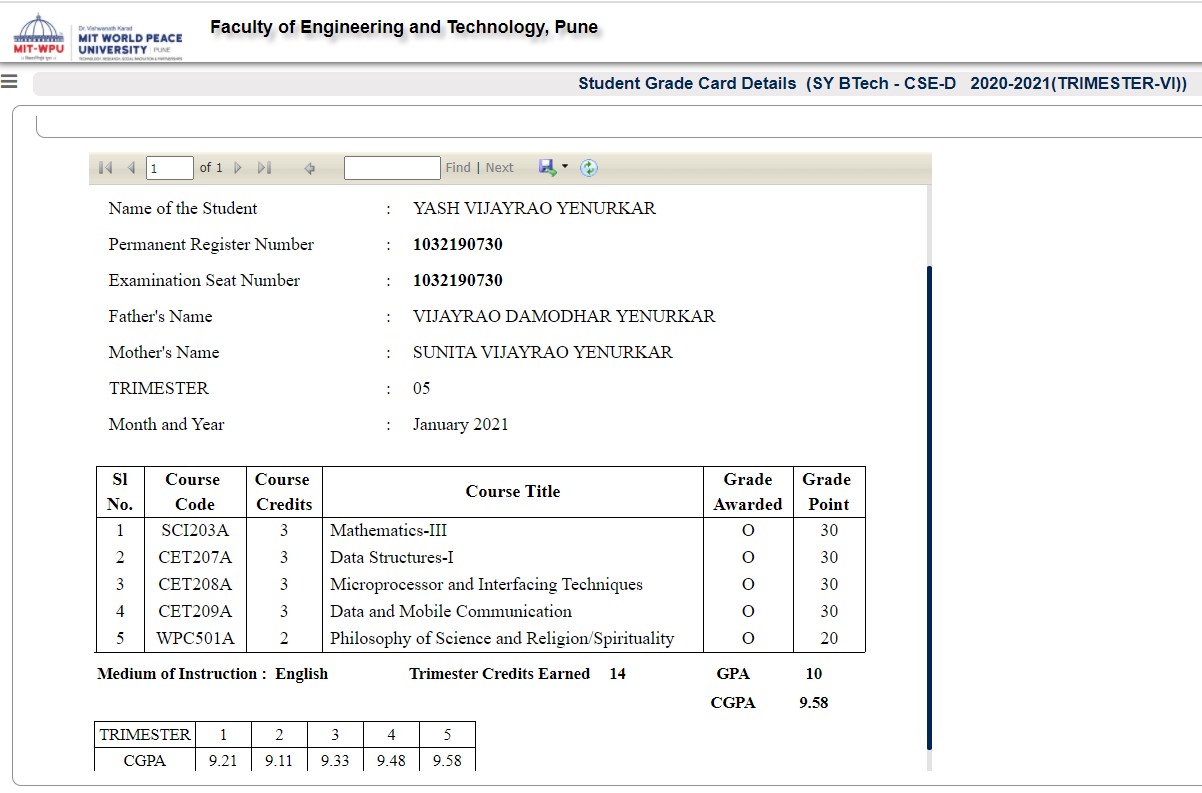 Dr. Vishwanath Karad
MIT WORLD PEACE
UNIVERSITY | PUNE
MIT-WPU
TECHNOLOGY, RESEARCH, SOCIAL INNOVATION & PARTNERSHIPS
Faculty of Engineering and Technology, Pune
Student Grade Card Details (SY BTech - CSE-D 2020-2021(TRIMESTER-VI))
1 of 1 Find | Next
Name of the Student : YASH VIJAYRAO YENURKAR
Permanent Register Number : 1032190730
Examination Seat Number : 1032190730
Father's Name : VIJAYRAO DAMODHAR YENURKAR
Mother's Name : SUNITA VIJAYRAO YENURKAR
TRIMESTER : 05
Month and Year : January 2021
Sl No. Course Code Course Credits Course Title Grade Awarded Grade Point
1 SCI203A 3 Mathematics-III O 30
2 CET207A 3 Data Structures-I O 30
3 CET208A 3 Microprocessor and Interfacing Techniques O 30
4 CET209A 3 Data and Mobile Communication O 30
5 WPC501A 2 Philosophy of Science and Religion/Spirituality O 20
Medium of Instruction : English Trimester Credits Earned 14 GPA 10
CGPA 9.58
TRIMESTER 1 2 3 4 5
CGPA 9.21 9.11 9.33 9.48 9.58